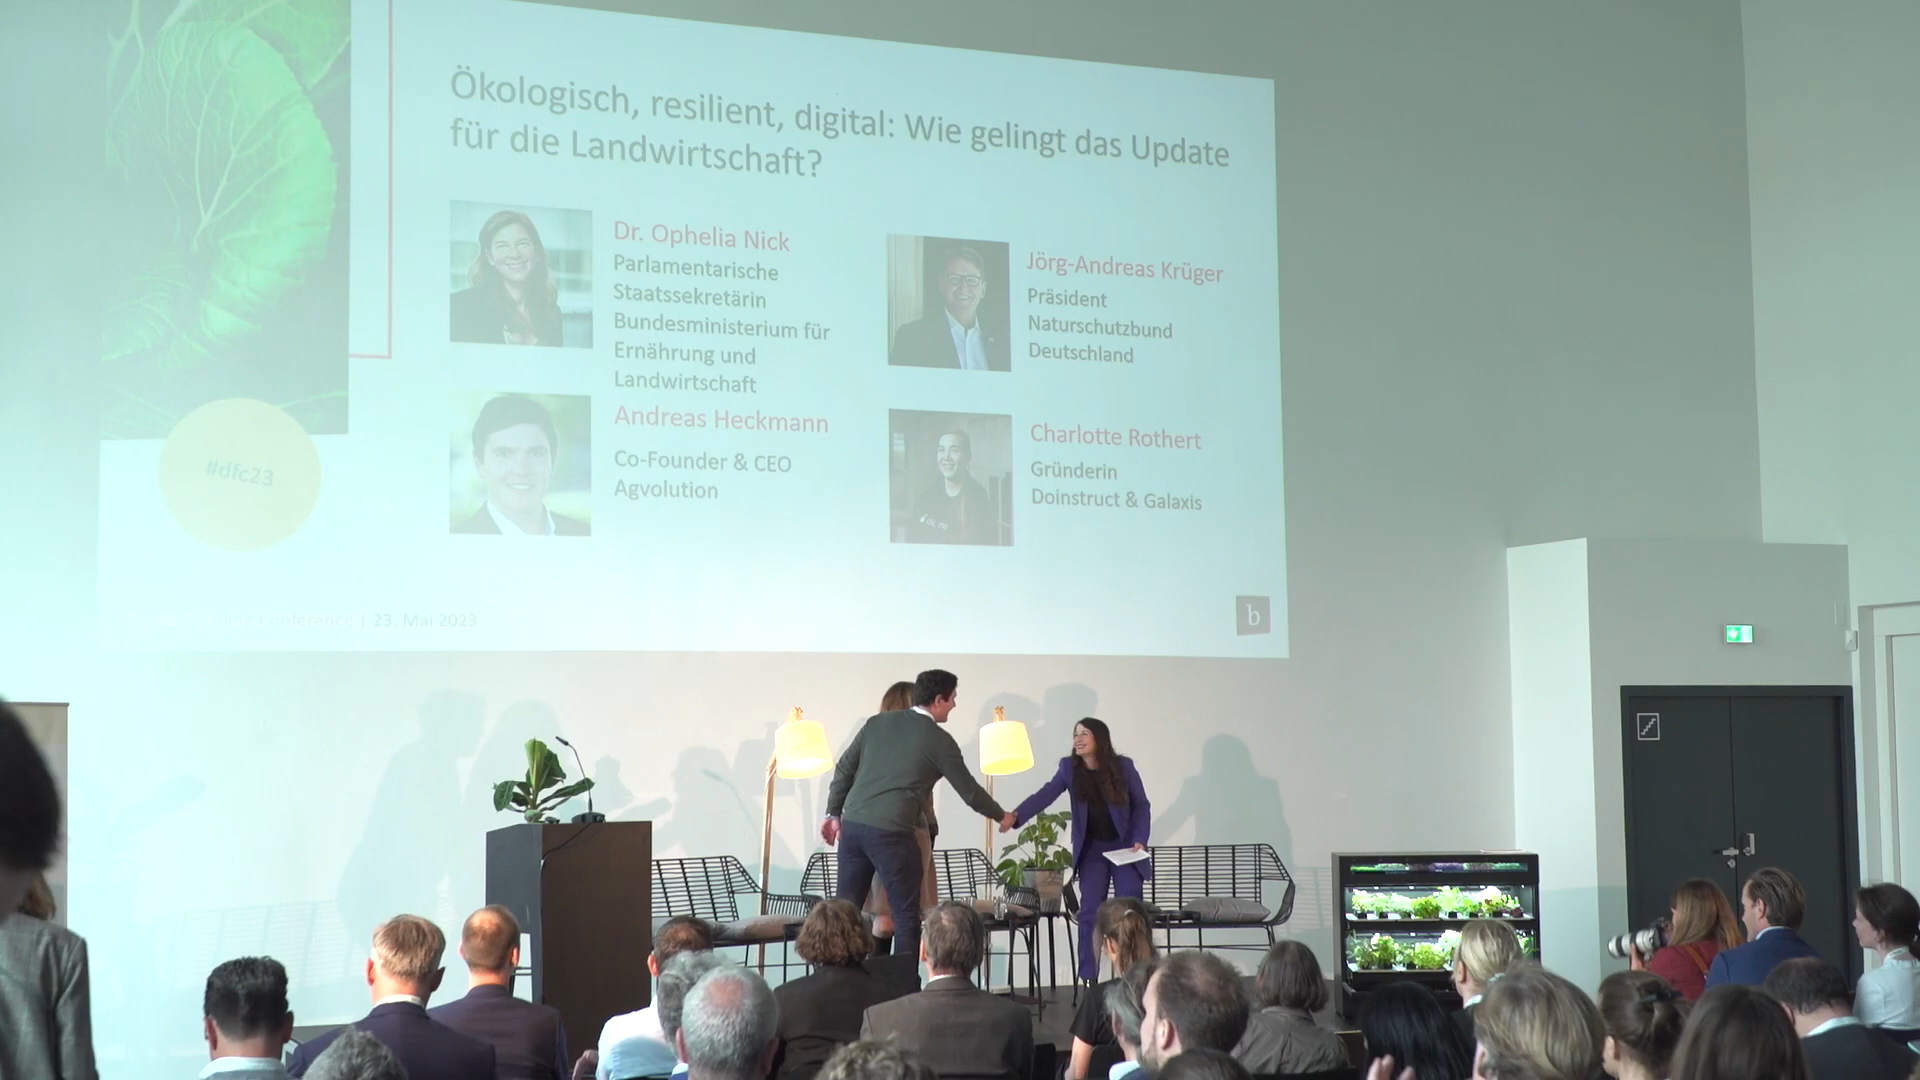 Ökologisch, resilient, digital: Wie gelingt das Update
für die Landwirtschaft?
Dr. Ophelia Nick
Parlamentarische
Staatssekretärin
Bundesministerium für
Ernährung und
Landwirtschaft
Jörg-Andreas Krüger
Präsident
Naturschutzbund
Deutschland
Andreas Heckmann
Co-Founder & CEO
Agvolution
Charlotte Rothert
Gründerin
Doinstruct & Galaxis
#dfc23
Conference | 23. Mai 2023
b